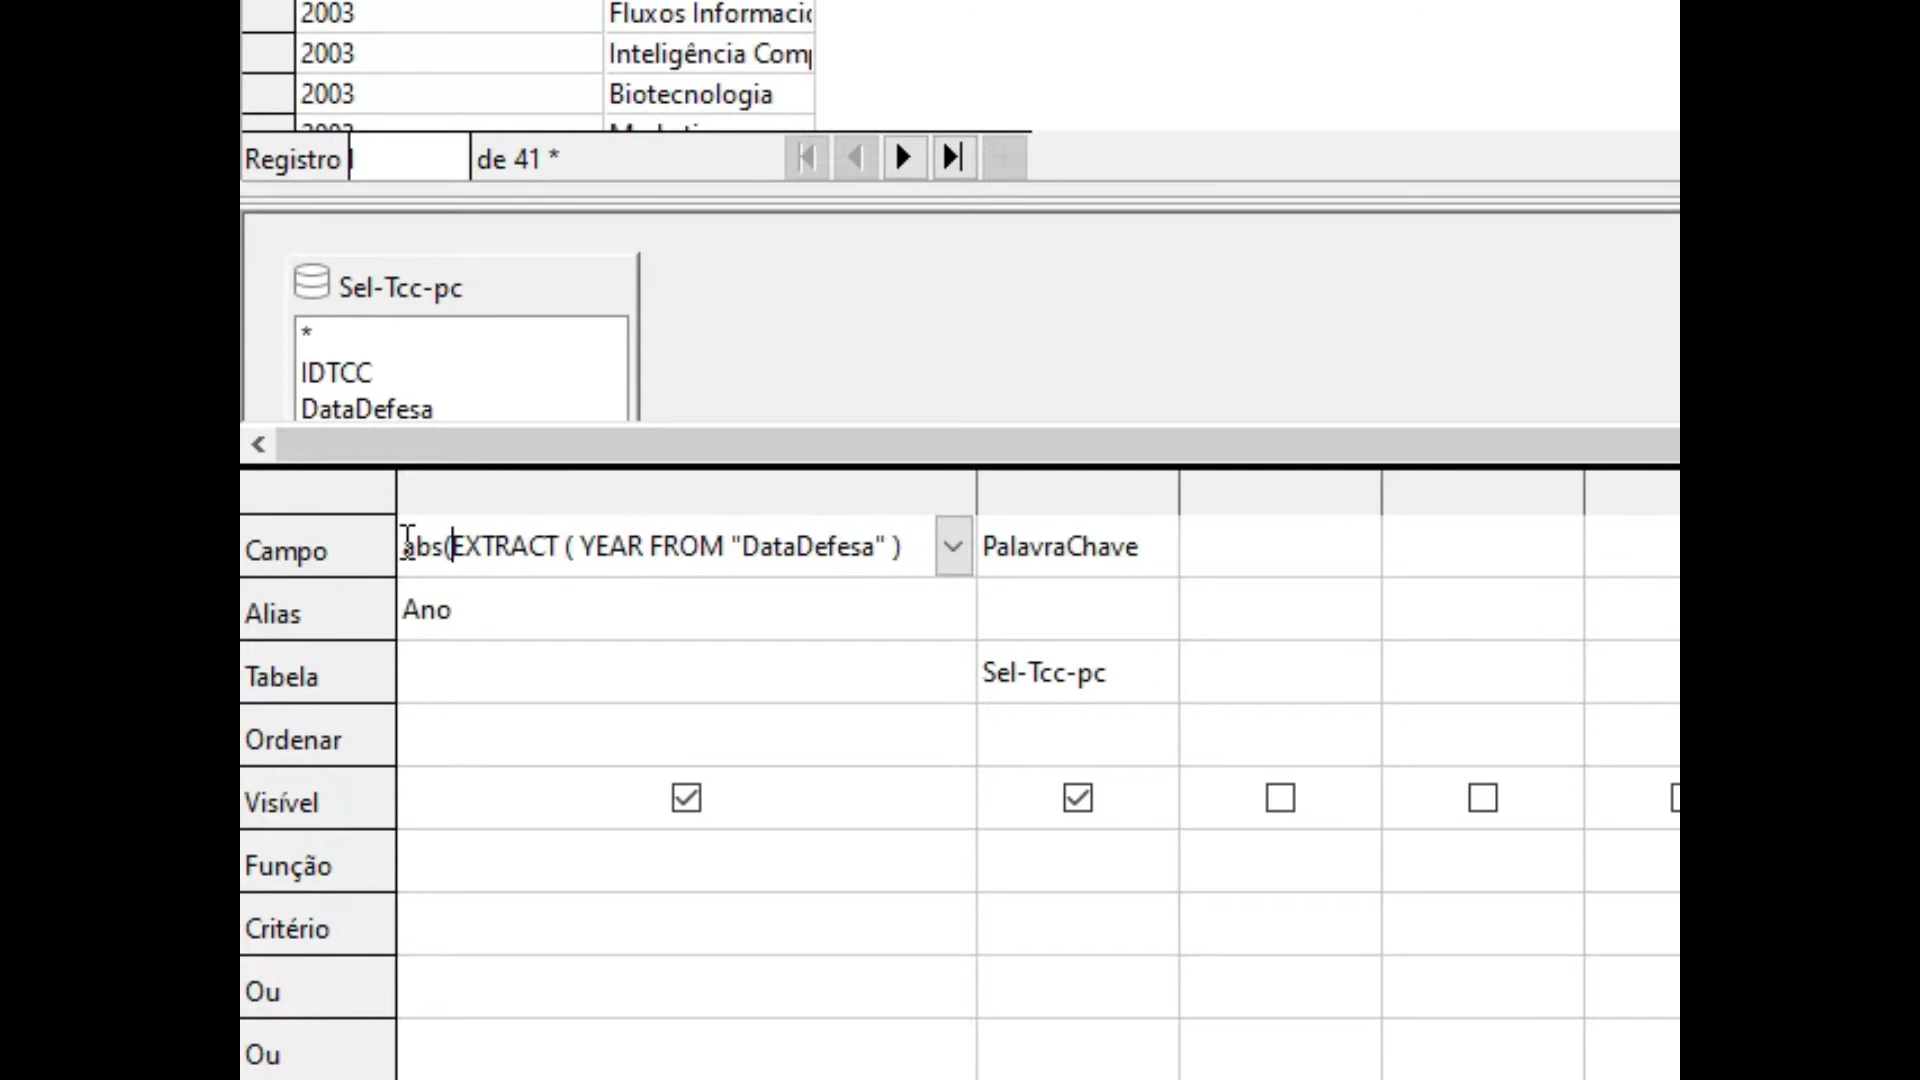 2003 Fluxos Informacio
2003 Inteligência Comp
2003 Biotecnologia
Registro de 41 *
Sel-Tcc-pc
*
IDTCC
DataDefesa
Campo abs(EXTRACT ( YEAR FROM "DataDefesa" ) PalavraChave
Alias Ano
Tabela Sel-Tcc-pc
Ordenar
Visível
Função
Critério
Ou
Ou